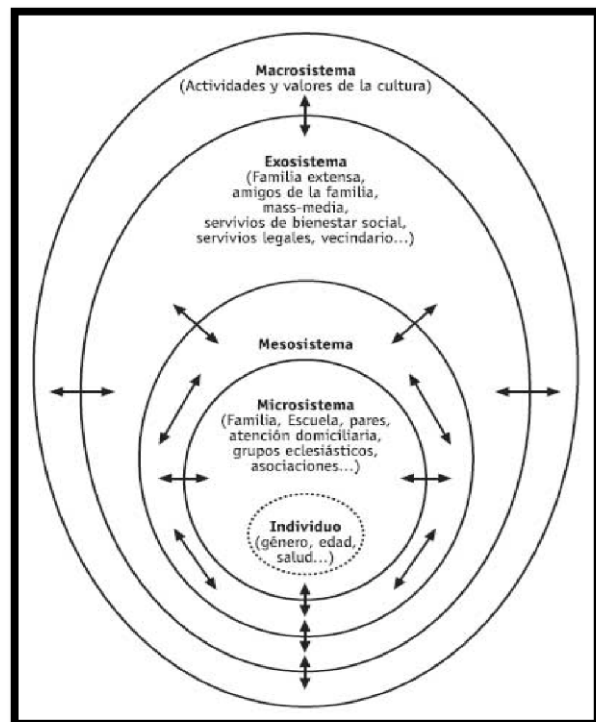 Macrosistema
(Actividades y valores de la cultura)
Exosistema
(Familia extensa,
amigos de la familia,
mass-media,
servivios de bienestar social,
servivios legales, vecindario...)
Mesosistema
Microsistema
(Familia, Escuela, pares,
atención domiciliaria,
grupos eclesiásticos,
asociaciones...)
Individuo
(género, edad,
salud...)